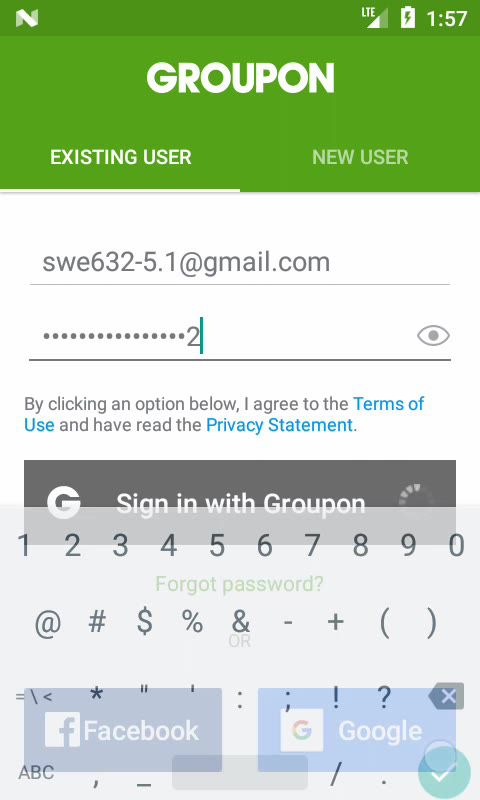 LTE 1:57
GROUPON
EXISTING USER NEW USER
swe632-5.1@gmail.com
••••••••••••••••2
By clicking an option below, I agree to the Terms of
Use and have read the Privacy Statement.
G Sign in with Groupon
1 2 3 4 5 6 7 8 9 0
Forgot password?
@ # $ % & - + ( )
OR
= \ < * " ' : ; ! ?
f Facebook G Google
ABC , _ / .